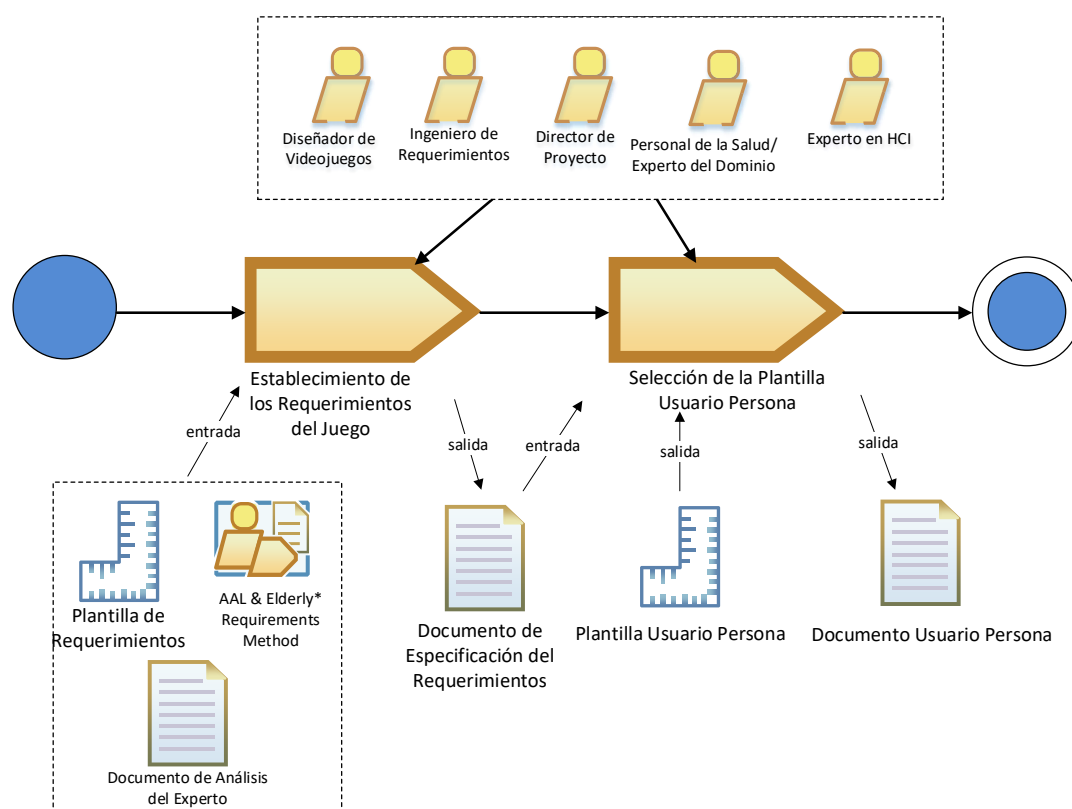 Diseñador de
Videojuegos
Ingeniero de
Requerimientos
Director de
Proyecto
Personal de la Salud/
Experto del Dominio
Experto en HCI
Establecimiento de
los Requerimientos
del Juego
Selección de la Plantilla
Usuario Persona
entrada
salida
entrada
salida
salida
Plantilla de
Requerimientos
AAL & Elderly*
Requirements
Method
Documento de Análisis
del Experto
Documento de
Especificación del
Requerimientos
Plantilla Usuario Persona
Documento Usuario Persona